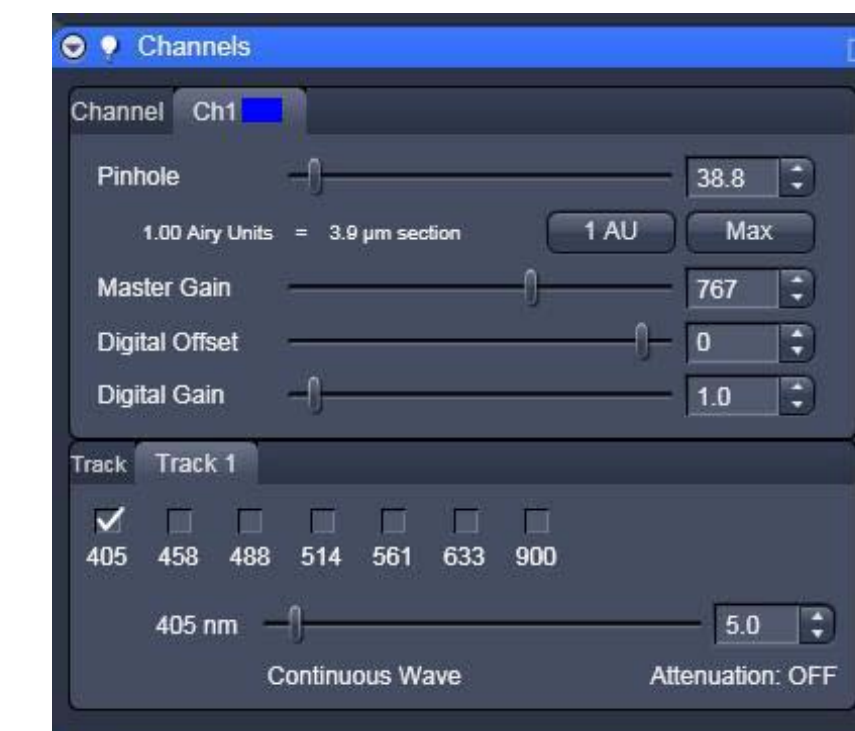 Channels
Channel Ch1
Pinhole 38.8
1.00 Airy Units = 3.9 µm section 1 AU Max
Master Gain 767
Digital Offset 0
Digital Gain 1.0
Track Track 1
405 458 488 514 561 633 900
405 nm 5.0
Continuous Wave Attenuation: OFF